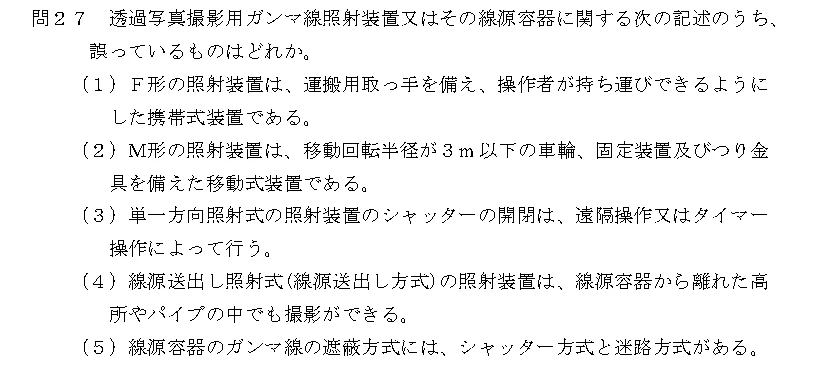 問２７　透過写真撮影用ガンマ線照射装置又はその線源容器に関する次の記述のうち、
誤っているものはどれか。
（１）Ｆ形の照射装置は、運搬用取っ手を備え、操作者が持ち運びできるように
した携帯式装置である。
（２）Ｍ形の照射装置は、移動回転半径が３ｍ以下の車輪、固定装置及びつり金
具を備えた移動式装置である。
（３）単一方向照射式の照射装置のシャッターの開閉は、遠隔操作又はタイマー
操作によって行う。
（４）線源送出し照射式(線源送出し方式)の照射装置は、線源容器から離れた高
所やパイプの中でも撮影ができる。
（５）線源容器のガンマ線の遮蔽方式には、シャッター方式と迷路方式がある。